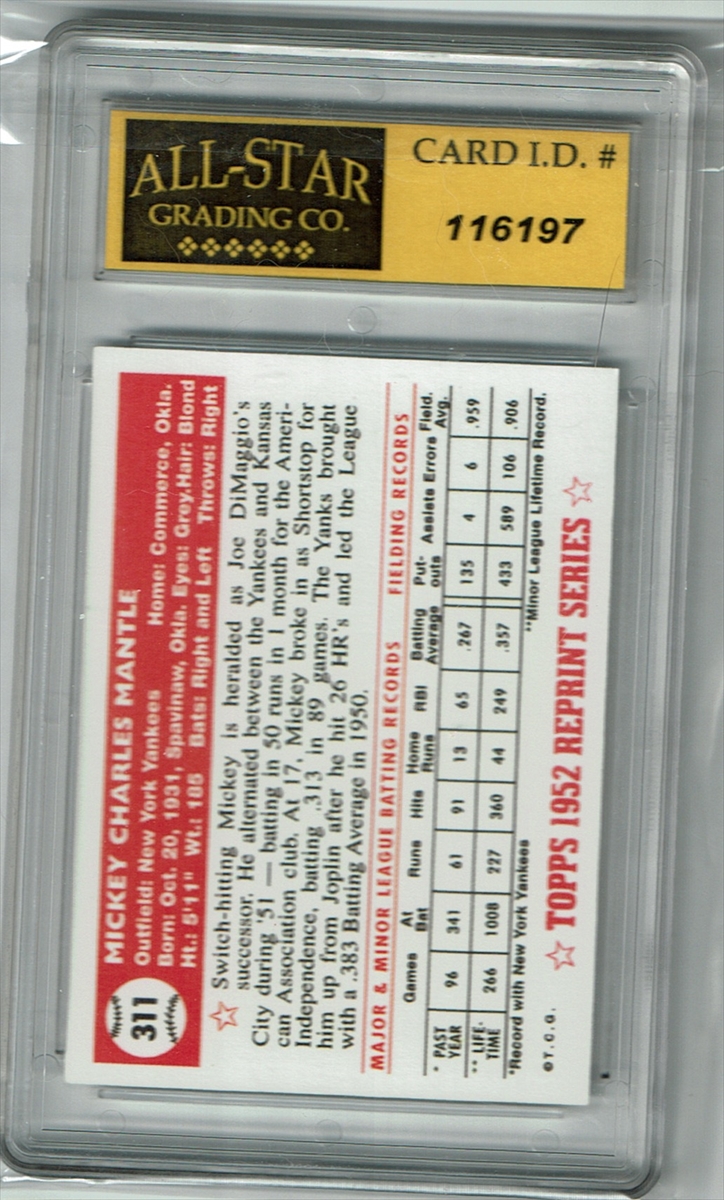 ALL-STAR
GRADING CO.
CARD I.D. #
116197
311
MICKEY CHARLES MANTLE
Outfield: New York Yankees Home: Commerce, Okla.
Born: Oct. 20, 1931, Spavinaw, Okla. Eyes: Grey.Hair: Blond
Ht.: 5'11" Wt.: 185 Bats: Right and Left Throws: Right
Switch-hitting Mickey is heralded as Joe DiMaggio's
successor. He alternated between the Yankees and Kansas
City during '51 — batting in 50 runs in 1 month for the Ameri-
can Association club. At 17, Mickey broke in as Shortstop for
Independence, batting .313 in 89 games. The Yanks brought
him up from Joplin after he hit 26 HR's and led the League
with a .383 Batting Average in 1950.
MAJOR & MINOR LEAGUE BATTING RECORDS FIELDING RECORDS
Games At Bat Runs Hits Home Runs RBI Batting Average Put-outs Assists Errors Field. Avg.
* PAST YEAR 96 341 61 91 13 65 .267 135 4 6 .959
** LIFE-TIME 266 1008 227 360 44 249 .357 433 589 106 .906
*Record with New York Yankees **Minor League Lifetime Record.
©T.C.G. TOPPS 1952 REPRINT SERIES